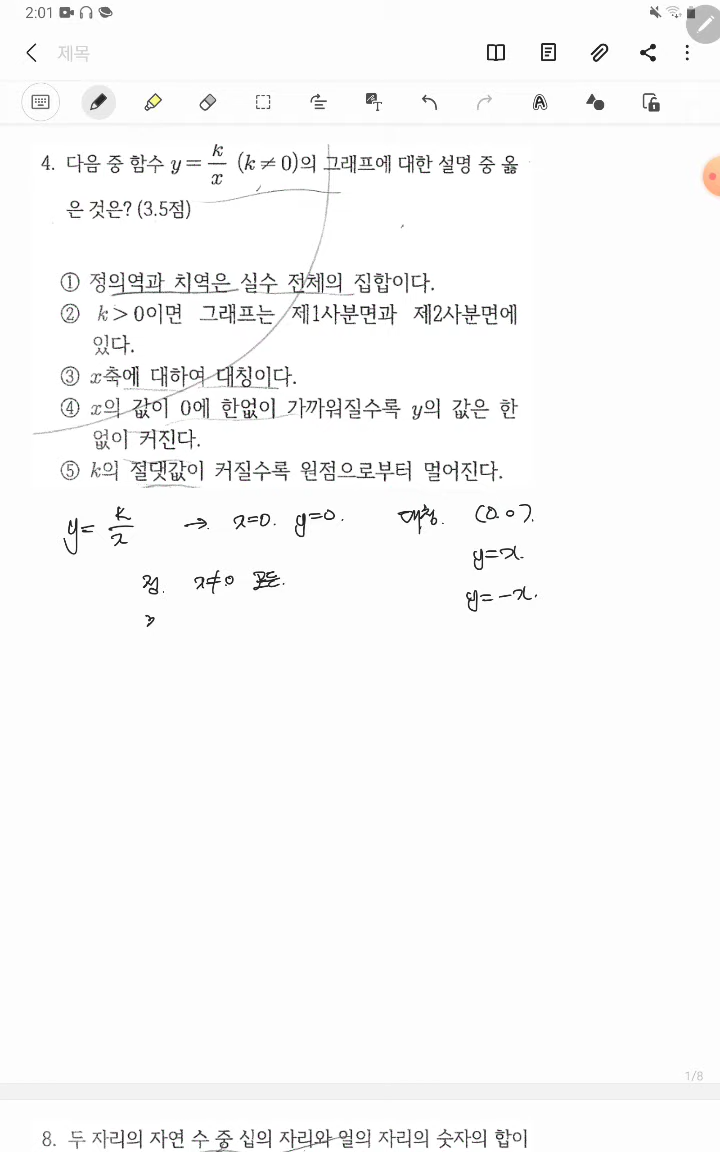 2:01
제목
4. 다음 중 함수 y = k/x (k ≠ 0)의 그래프에 대한 설명 중 옳
은 것은? (3.5점)
① 정의역과 치역은 실수 전체의 집합이다.
② k > 0이면 그래프는 제1사분면과 제2사분면에
있다.
③ x축에 대하여 대칭이다.
④ x의 값이 0에 한없이 가까워질수록 y의 값은 한
없이 커진다.
⑤ k의 절댓값이 커질수록 원점으로부터 멀어진다.
y = k/x → x=0. y=0. 대칭. (0.0).
y=x.
정. x≠0 모든. y=-x.
1/8
8. 두 자리의 자연 수 중 십의 자리와 일의 자리의 숫자의 합이